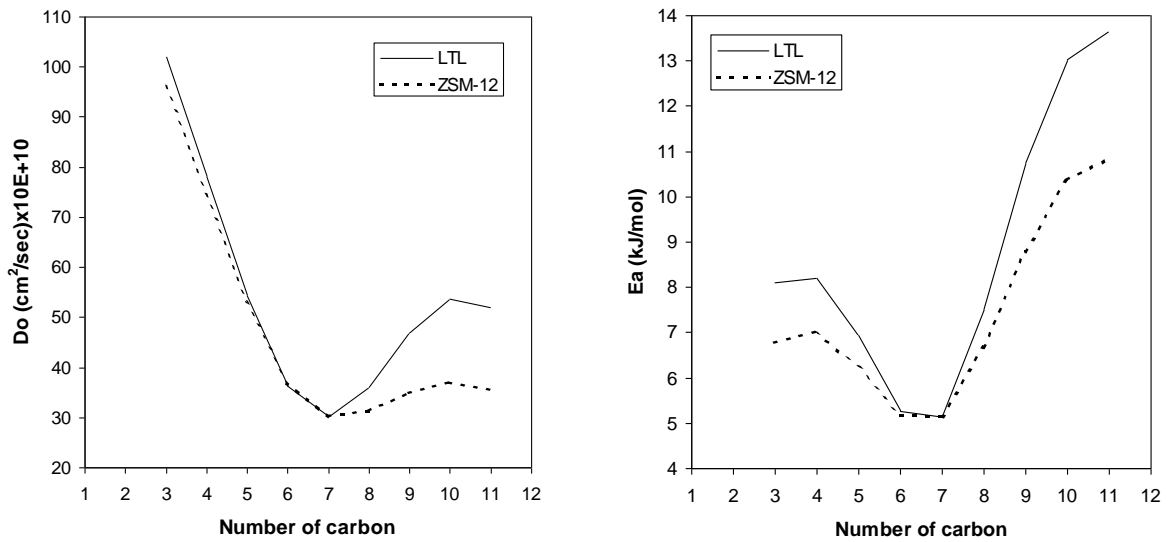 110
100
90
80
70
60
50
40
30
20
Do (cm²/sec)x10E+10
LTL
ZSM-12
1 2 3 4 5 6 7 8 9 10 11 12
Number of carbon
14
13
12
11
10
9
8
7
6
5
4
Ea (kJ/mol)
LTL
ZSM-12
1 2 3 4 5 6 7 8 9 10 11 12
Number of carbon